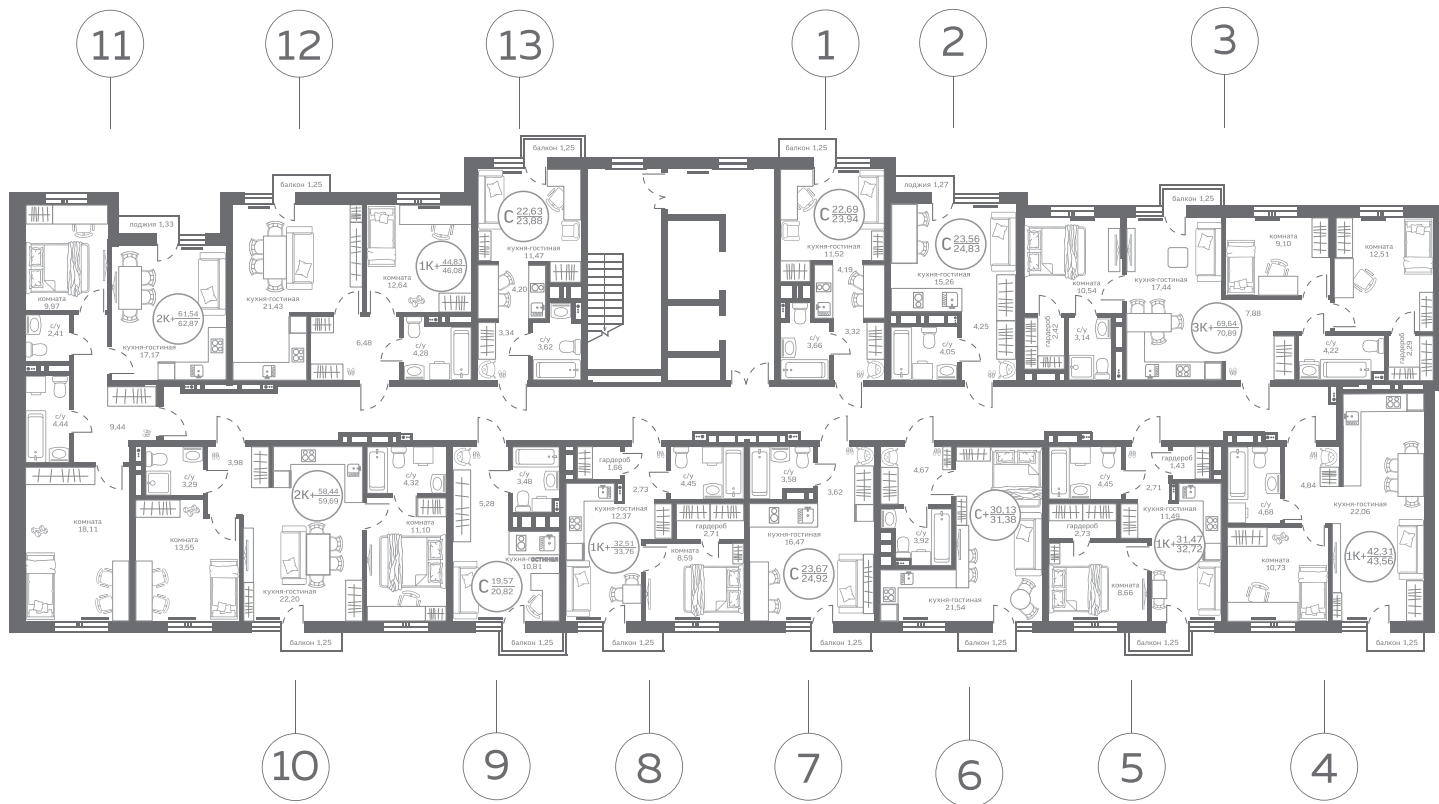 11
12
13
1
2
3
балкон 1,25
балкон 1,25
балкон 1,25
лоджия 1,27
балкон 1,25
лоджия 1,33
комната
9,97
с/у
2,41
2К+ 61,54
62,87
кухня-гостиная
17,17
с/у
4,44
9,44
комната
18,11
кухня-гостиная
21,43
1К+ 44,83
46,08
комната
12,64
6,48
с/у
4,28
С 22,63
23,88
кухня-гостиная
11,47
4,20
3,34
с/у
3,62
С 22,69
23,94
кухня-гостиная
11,52
4,19
3,32
с/у
3,66
С 23,56
24,83
кухня-гостиная
15,26
4,25
с/у
4,05
комната
10,54
гардероб
2,42
с/у
3,14
кухня-гостиная
17,44
3К+ 69,64
70,89
комната
9,10
комната
12,51
7,88
с/у
4,22
гардероб
2,29
3,98
с/у
3,29
комната
13,55
2К+ 58,44
59,69
кухня-гостиная
22,20
с/у
4,32
комната
11,10
5,28
с/у
3,48
кухня-гостиная
10,81
С 19,57
20,82
гардероб
1,66
2,73
с/у
4,45
кухня-гостиная
12,37
1К+ 32,51
33,76
гардероб
2,71
комната
8,59
с/у
3,58
3,62
кухня-гостиная
16,47
С 23,67
24,92
4,67
с/у
3,92
С+ 30,13
31,38
кухня-гостиная
21,54
с/у
4,45
гардероб
1,43
2,71
гардероб
2,73
кухня-гостиная
11,49
1К+ 31,47
32,72
комната
8,66
с/у
4,68
4,84
комната
10,73
кухня-гостиная
22,06
1К+ 42,31
43,56
балкон 1,25
балкон 1,25
балкон 1,25
балкон 1,25
балкон 1,25
балкон 1,25
балкон 1,25
10
9
8
7
6
5
4